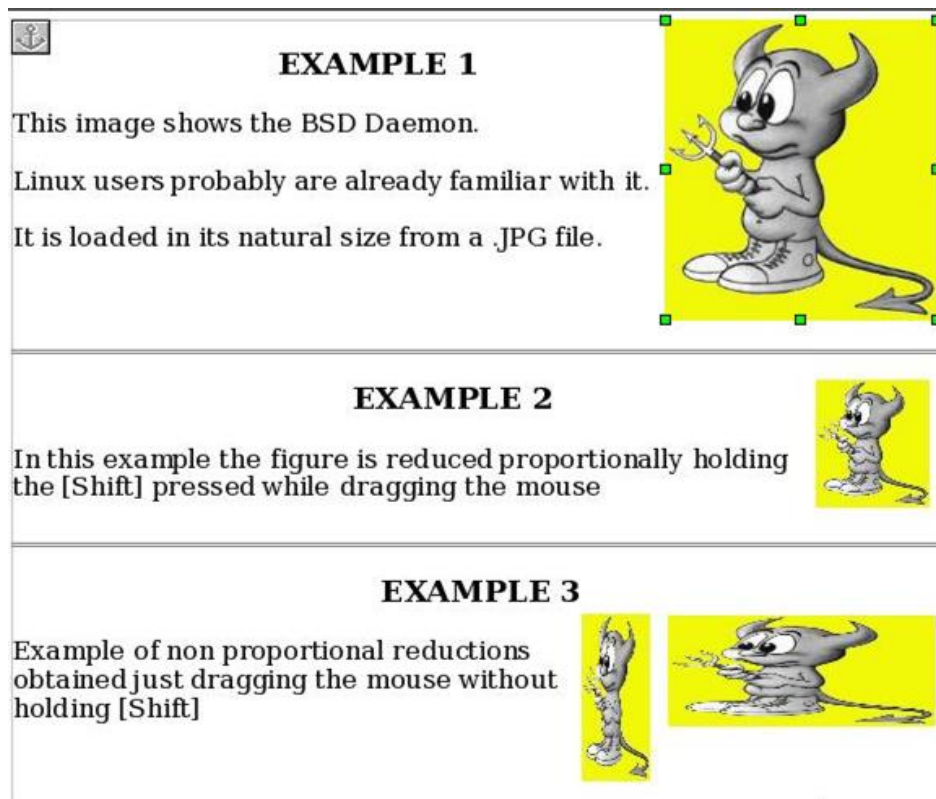 EXAMPLE 1
This image shows the BSD Daemon.
Linux users probably are already familiar with it.
It is loaded in its natural size from a .JPG file.
EXAMPLE 2
In this example the figure is reduced proportionally holding
the [Shift] pressed while dragging the mouse
EXAMPLE 3
Example of non proportional reductions
obtained just dragging the mouse without
holding [Shift]